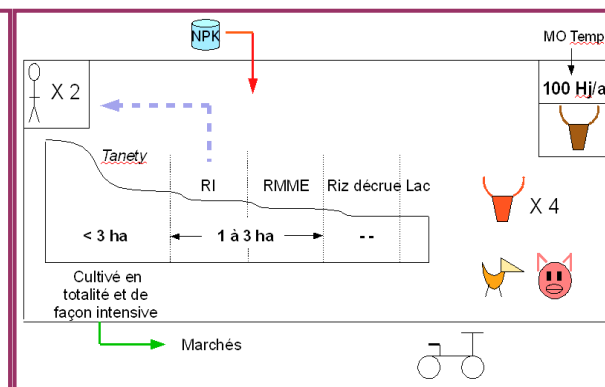 NPK
MO Temp
X 2
100 Hj/a
Tanety
RI
RMME
Riz décrue
Lac
X 4
< 3 ha
1 à 3 ha
--
Cultivé en
totalité et de
façon intensive
Marchés